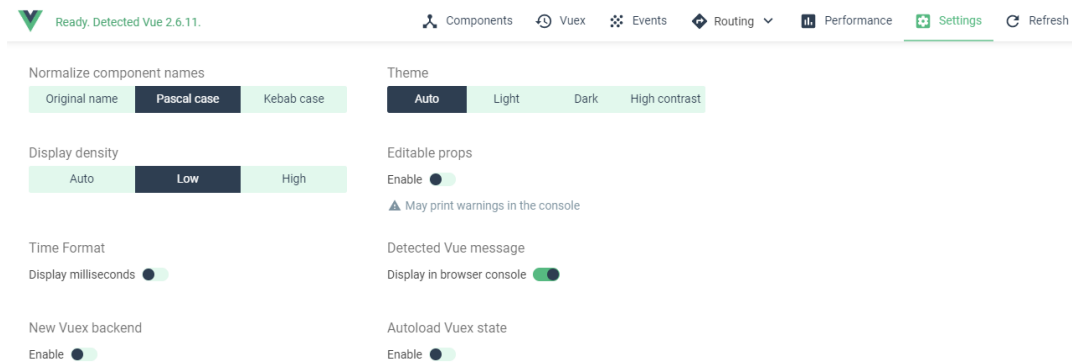 Ready. Detected Vue 2.6.11.
Components
Vuex
Events
Routing
Performance
Settings
Refresh
Normalize component names
Original name
Pascal case
Kebab case
Theme
Auto
Light
Dark
High contrast
Display density
Auto
Low
High
Editable props
Enable
May print warnings in the console
Time Format
Display milliseconds
Detected Vue message
Display in browser console
New Vuex backend
Enable
Autoload Vuex state
Enable